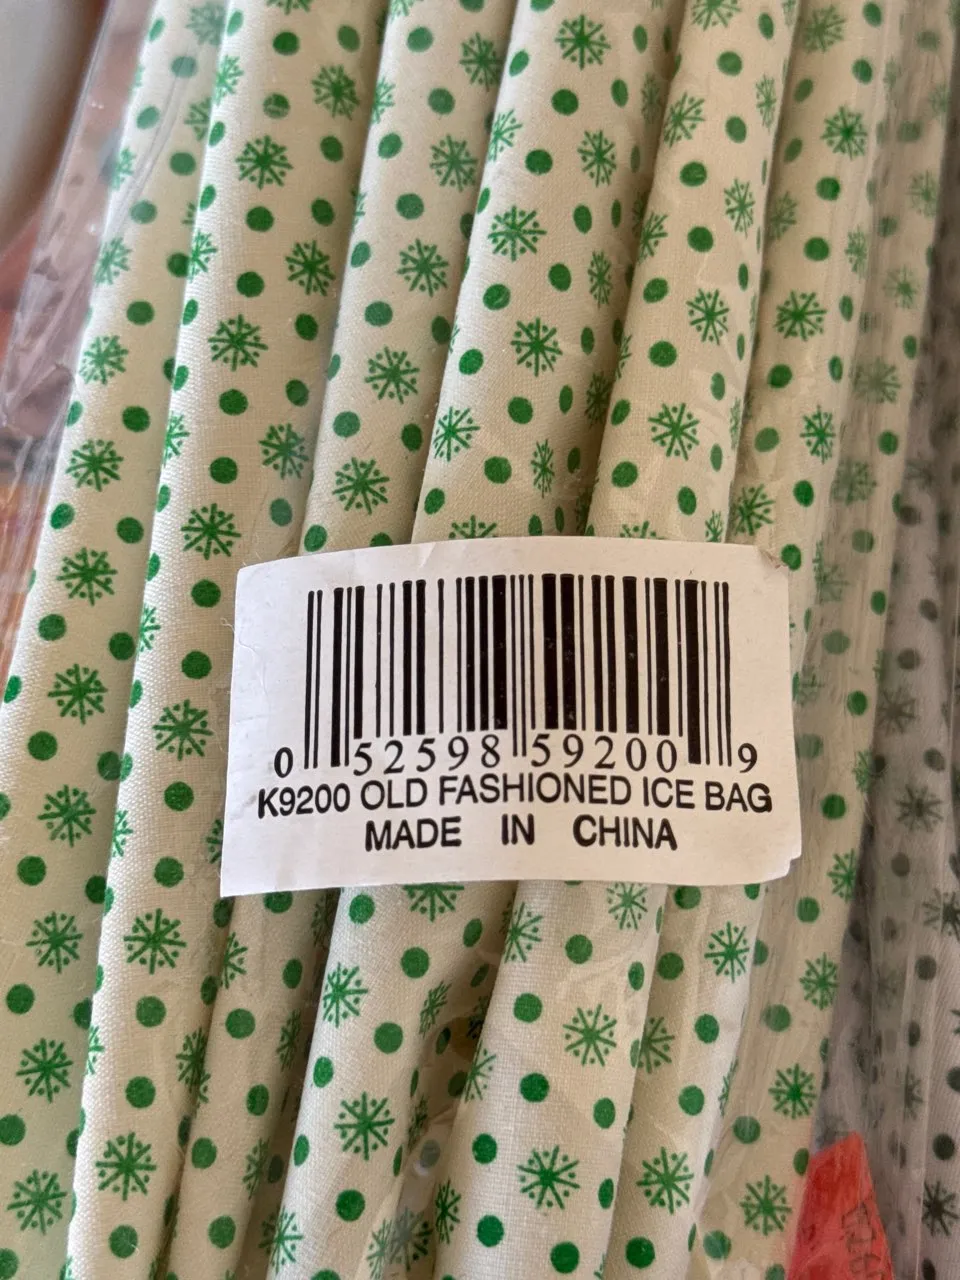 0 52598 59200 9
K9200 OLD FASHIONED ICE BAG
MADE IN CHINA